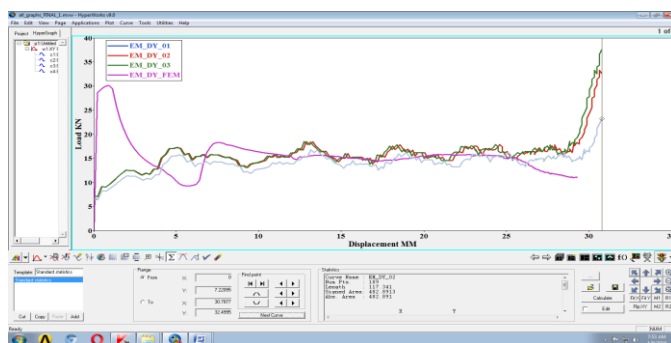 alt_graphs_FINAL_1.mvw - HyperWorks v8.0
File Edit View Page Applications Plot Curve Tools Utilities Help
Project HyperGraph
1 of
EM_DY_01
EM_DY_02
EM_DY_03
EM_DY_FEM
Load KN
40
35
30
25
20
15
10
5
0
0 5 10 15 20 25 30
Displacement MM
Template: Standard statistics
Standard statistics
Cut Copy Paste Add
Range
From X: 0
Y: 7.22095
To X: 30.7877
Y: 32.4995
Find point
Next Curve
Statistics
Curve Name : EM_DY_02
Num Pts : 189
Length : 117.341
Signed Area: 482.8913
Abs. Area : 482.891
X Y
Calculate
Edit
Ready
NUM